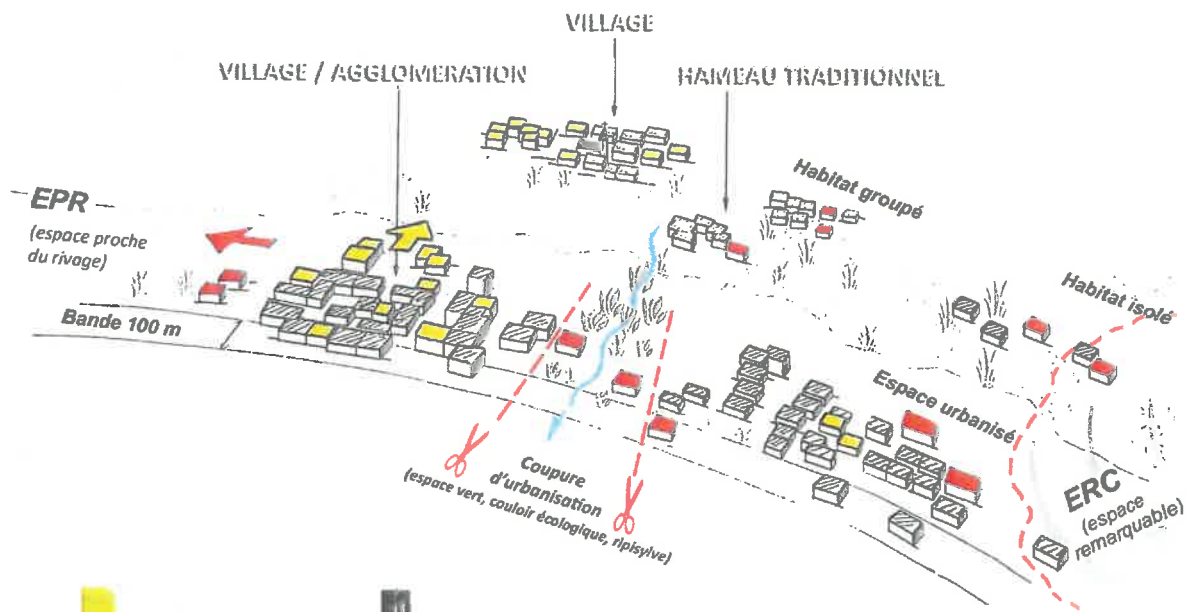 VILLAGE
VILLAGE / AGGLOMERATION
HAMEAU TRADITIONNEL
Habitat groupé
EPR
(espace proche
du rivage)
Habitat isolé
Bande 100 m
Espace urbanisé
Coupure
d'urbanisation
(espace vert, couloir écologique, ripisylve)
ERC
(espace
remarquable)